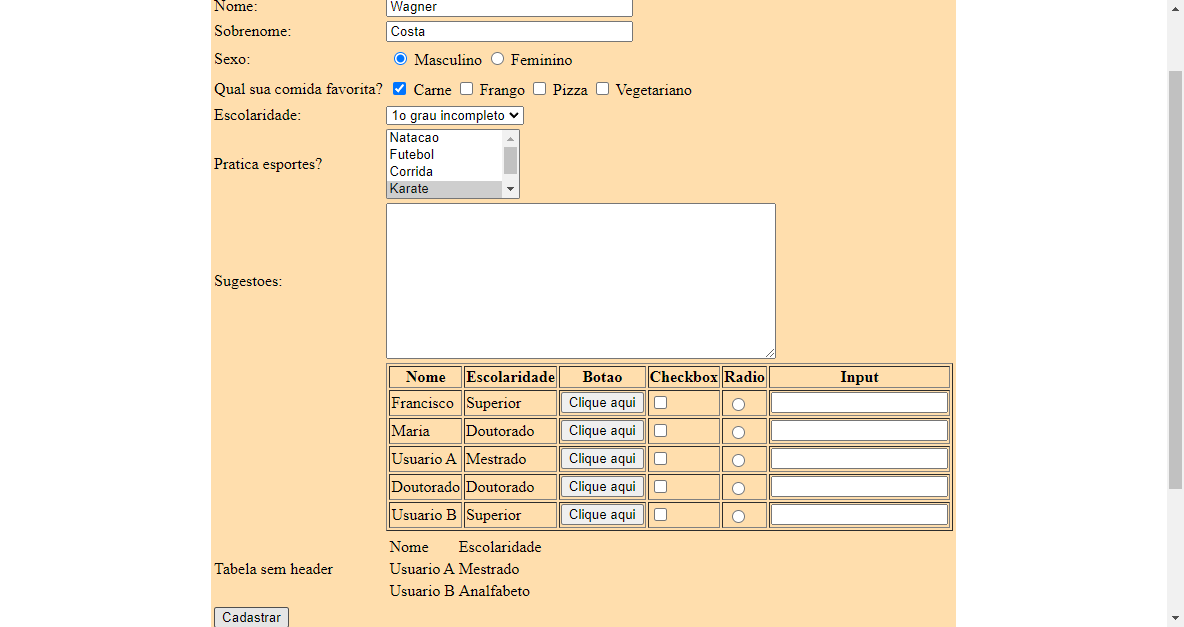 Nome: Wagner
Sobrenome: Costa
Sexo: Masculino Feminino
Qual sua comida favorita? Carne Frango Pizza Vegetariano
Escolaridade: 1o grau incompleto
Natacao
Futebol
Pratica esportes?
Corrida
Karate
Sugestoes:
Nome Escolaridade Botao Checkbox Radio Input
Francisco Superior Clique aqui
Maria Doutorado Clique aqui
Usuario A Mestrado Clique aqui
Doutorado Doutorado Clique aqui
Usuario B Superior Clique aqui
Nome Escolaridade
Tabela sem header Usuario A Mestrado
Usuario B Analfabeto
Cadastrar